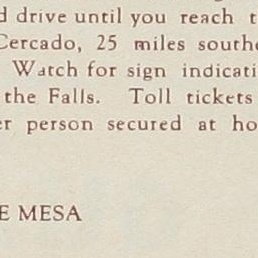 d drive until you reach t
Cercado, 25 miles southe
Watch for sign indicati
the Falls. Toll tickets
er person secured at ho
E MESA